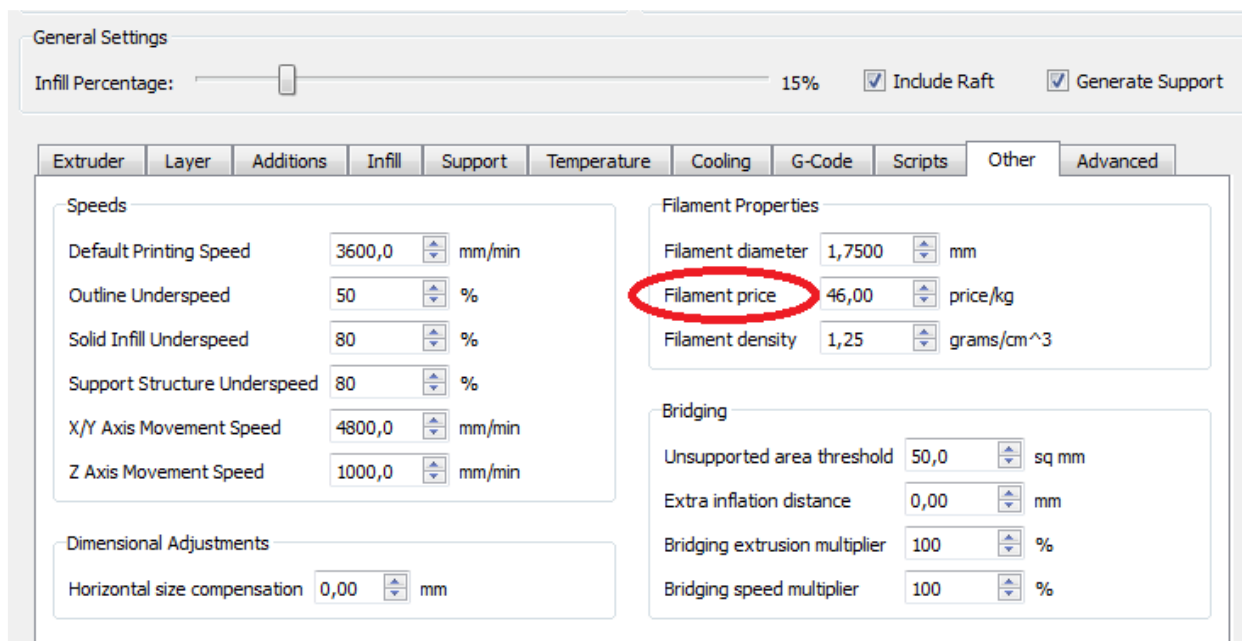 General Settings
Infill Percentage: 15% Include Raft Generate Support
Extruder Layer Additions Infill Support Temperature Cooling G-Code Scripts Other Advanced
Speeds
Default Printing Speed 3600,0 mm/min
Outline Underspeed 50 %
Solid Infill Underspeed 80 %
Support Structure Underspeed 80 %
X/Y Axis Movement Speed 4800,0 mm/min
Z Axis Movement Speed 1000,0 mm/min
Dimensional Adjustments
Horizontal size compensation 0,00 mm
Filament Properties
Filament diameter 1,7500 mm
Filament price 46,00 price/kg
Filament density 1,25 grams/cm^3
Bridging
Unsupported area threshold 50,0 sq mm
Extra inflation distance 0,00 mm
Bridging extrusion multiplier 100 %
Bridging speed multiplier 100 %